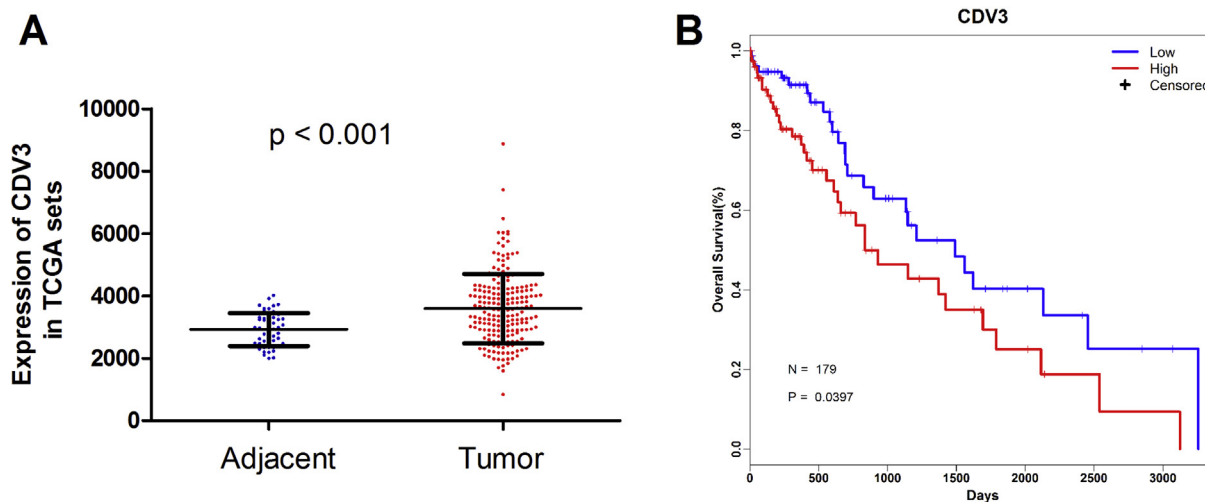 A
Expression of CDV3
in TCGA sets
10000
8000
6000
4000
2000
0
p < 0.001
Adjacent
Tumor
B
CDV3
Overall Survival(%)
1.0
0.8
0.6
0.4
0.2
0.0
Low
High
Censored
N = 179
P = 0.0397
0
500
1000
1500
2000
2500
3000
Days